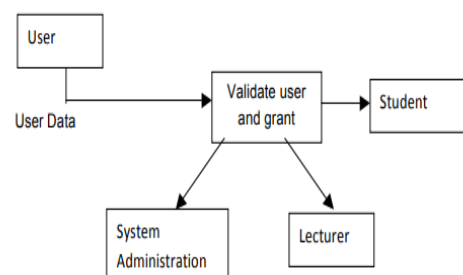 User
User Data
Validate user
and grant
Student
System
Administration
Lecturer